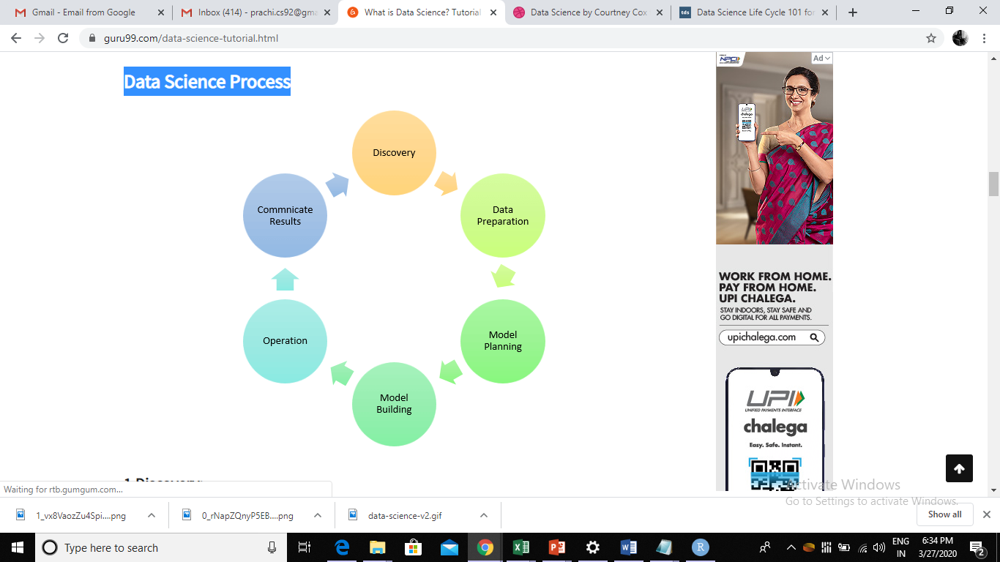 Gmail - Email from Google
Inbox (414) - prachi.cs92@gma
What is Data Science? Tutorial
Data Science by Courtney Cox
tds
Data Science Life Cycle 101 for
guru99.com/data-science-tutorial.html
Data Science Process
Discovery
Data
Preparation
Model
Planning
Model
Building
Operation
Commnicate
Results
1 Discovery:
NPCI
Ad
UPI
chalega
WORK FROM HOME.
PAY FROM HOME.
UPI CHALEGA.
STAY INDOORS, STAY SAFE AND
GO DIGITAL FOR ALL PAYMENTS.
upichalega.com
UPI
UNIFIED PAYMENTS INTERFACE
chalega
Easy. Safe. Instant.
Activate Windows
Go to Settings to activate Windows.
Waiting for rtb.gumgum.com...
1_vx8VaozZu4Spi....png
0_rNapZQnyP5EB....png
data-science-v2.gif
Show all
Type here to search
ENG
IN
6:34 PM
3/27/2020
2